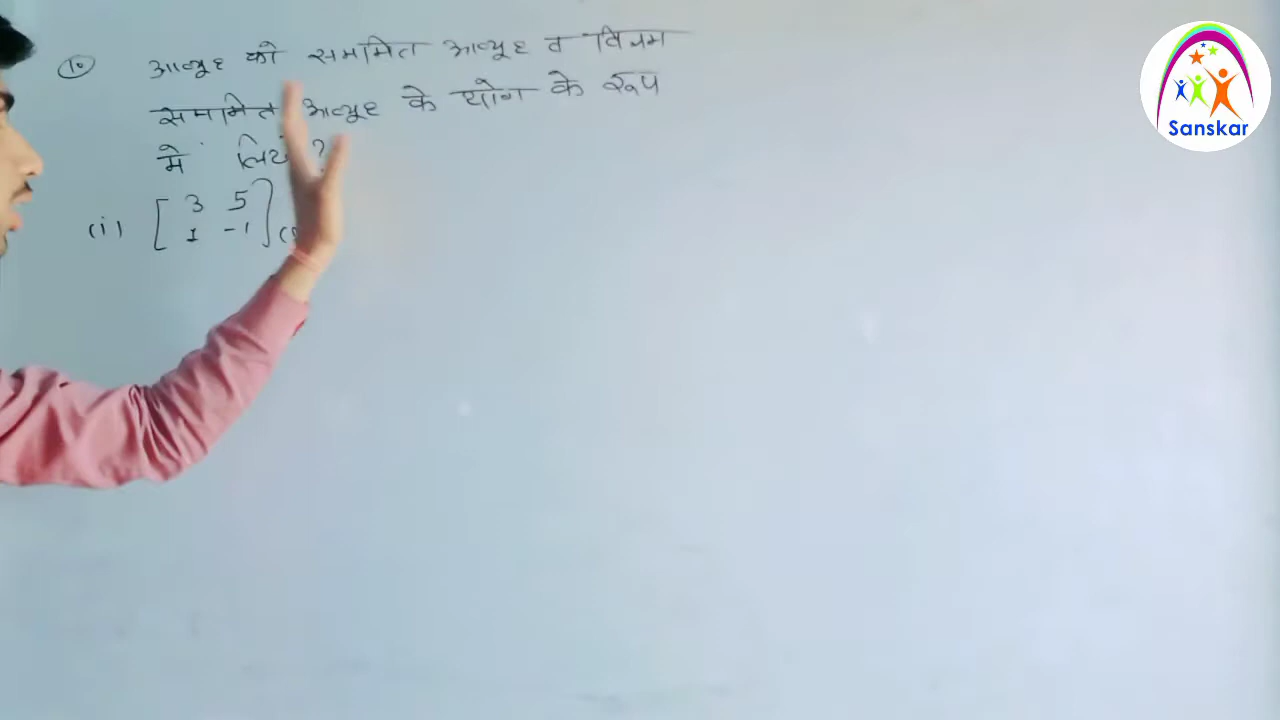 (10) आव्यूह को सममित आव्यूह व विषम
सममित आव्यूह के योग के रूप
में ?
(i) [ 3 5
1 -1 ]
Sanskar